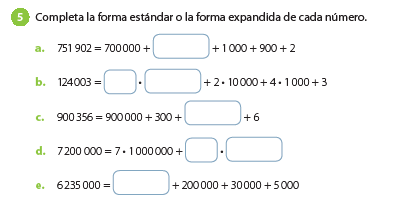 5 Completa la forma estándar o la forma expandida de cada número.
a. 751 902 = 700 000 + + 1 000 + 900 + 2
b. 124 003 = • + 2 • 10 000 + 4 • 1 000 + 3
c. 900 356 = 900 000 + 300 + + 6
d. 7 200 000 = 7 • 1 000 000 + •
e. 6 235 000 = + 200 000 + 30 000 + 5 000